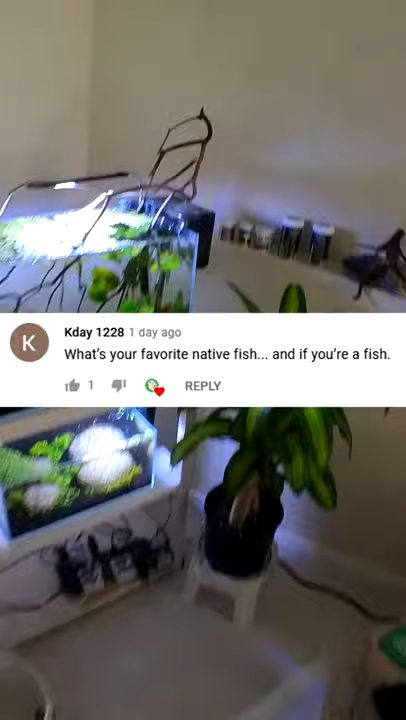 Kday 1228 1 day ago
What's your favorite native fish... and if you're a fish.
1 REPLY